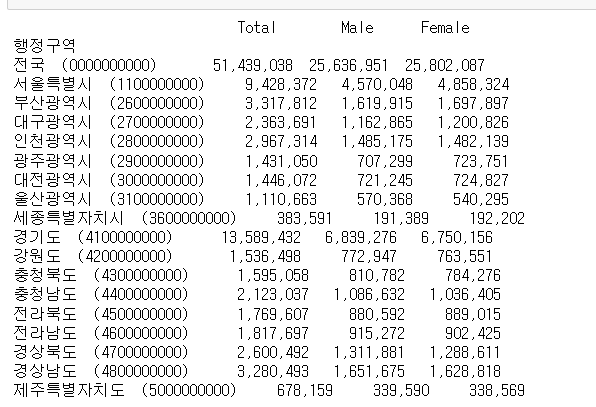 Total Male Female
행정구역
전국 (0000000000) 51,439,038 25,636,951 25,802,087
서울특별시 (1100000000) 9,428,372 4,570,048 4,858,324
부산광역시 (2600000000) 3,317,812 1,619,915 1,697,897
대구광역시 (2700000000) 2,363,691 1,162,865 1,200,826
인천광역시 (2800000000) 2,967,314 1,485,175 1,482,139
광주광역시 (2900000000) 1,431,050 707,299 723,751
대전광역시 (3000000000) 1,446,072 721,245 724,827
울산광역시 (3100000000) 1,110,663 570,368 540,295
세종특별자치시 (3600000000) 383,591 191,389 192,202
경기도 (4100000000) 13,589,432 6,839,276 6,750,156
강원도 (4200000000) 1,536,498 772,947 763,551
충청북도 (4300000000) 1,595,058 810,782 784,276
충청남도 (4400000000) 2,123,037 1,086,632 1,036,405
전라북도 (4500000000) 1,769,607 880,592 889,015
전라남도 (4600000000) 1,817,697 915,272 902,425
경상북도 (4700000000) 2,600,492 1,311,881 1,288,611
경상남도 (4800000000) 3,280,493 1,651,675 1,628,818
제주특별자치도 (5000000000) 678,159 339,590 338,569